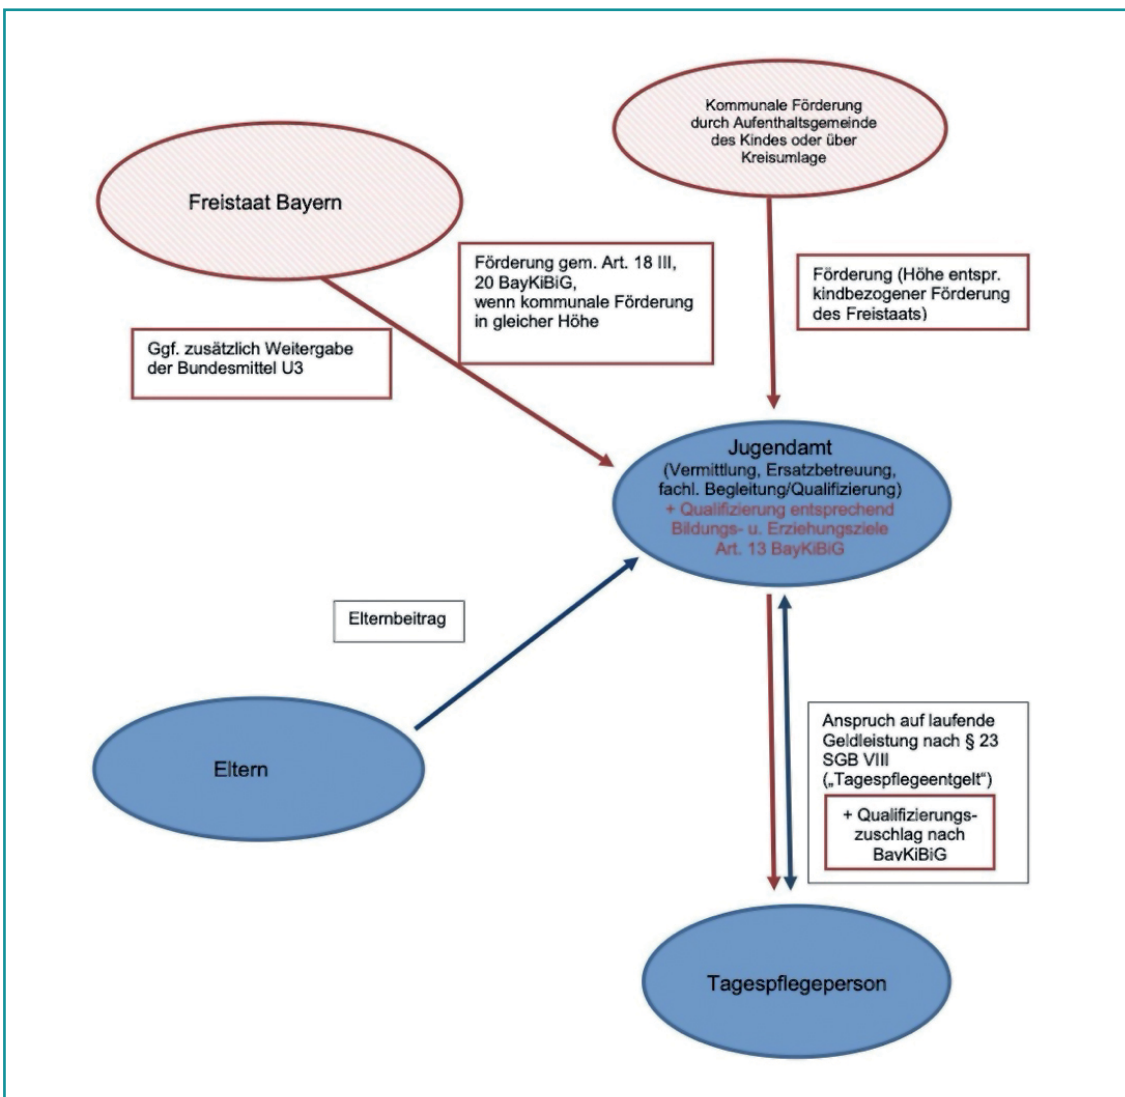 Kommunale Förderung
durch Aufenthaltsgemeinde
des Kindes oder über
Kreisumlage
Freistaat Bayern
Förderung gem. Art. 18 III,
20 BayKiBiG,
wenn kommunale Förderung
in gleicher Höhe
Förderung (Höhe entspr.
kindbezogener Förderung
des Freistaats)
Ggf. zusätzlich Weitergabe
der Bundesmittel U3
Jugendamt
(Vermittlung, Ersatzbetreuung,
fachl. Begleitung/Qualifizierung)
+ Qualifizierung entsprechend
Bildungs- u. Erziehungsziele
Art. 13 BayKiBiG
Elternbeitrag
Eltern
Anspruch auf laufende
Geldleistung nach § 23
SGB VIII
(„Tagespflegeentgelt“)
+ Qualifizierungs-
zuschlag nach
BayKiBiG
Tagespflegeperson